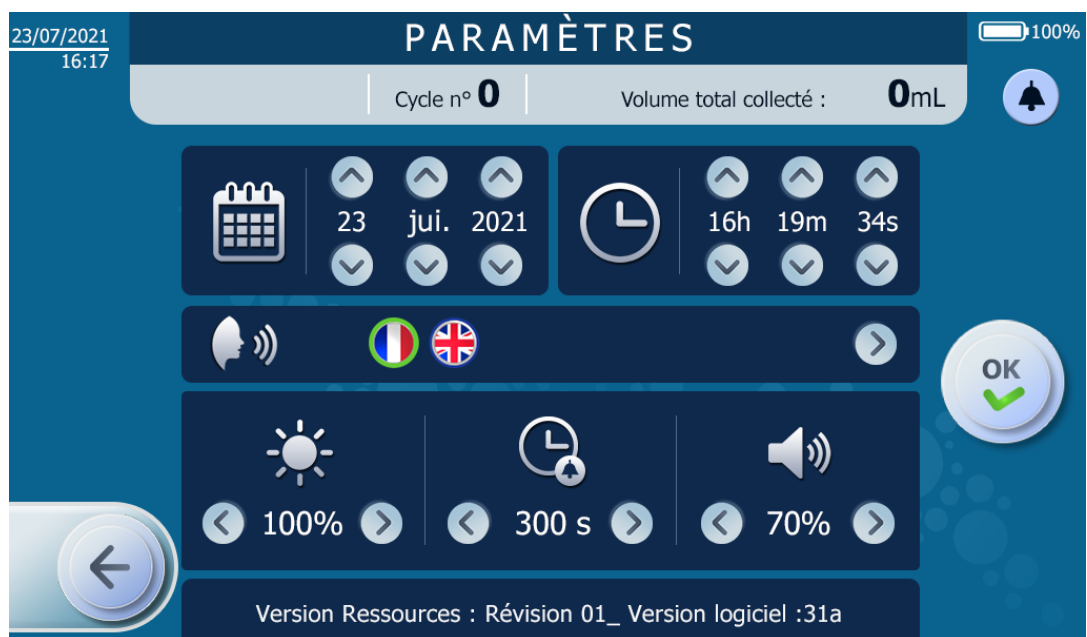 23/07/2021
16:17
PARAMÈTRES
100%
Cycle n° 0
Volume total collecté : 0mL
23 jui. 2021
16h 19m 34s
OK
100%
300 s
70%
Version Ressources : Révision 01_ Version logiciel :31a